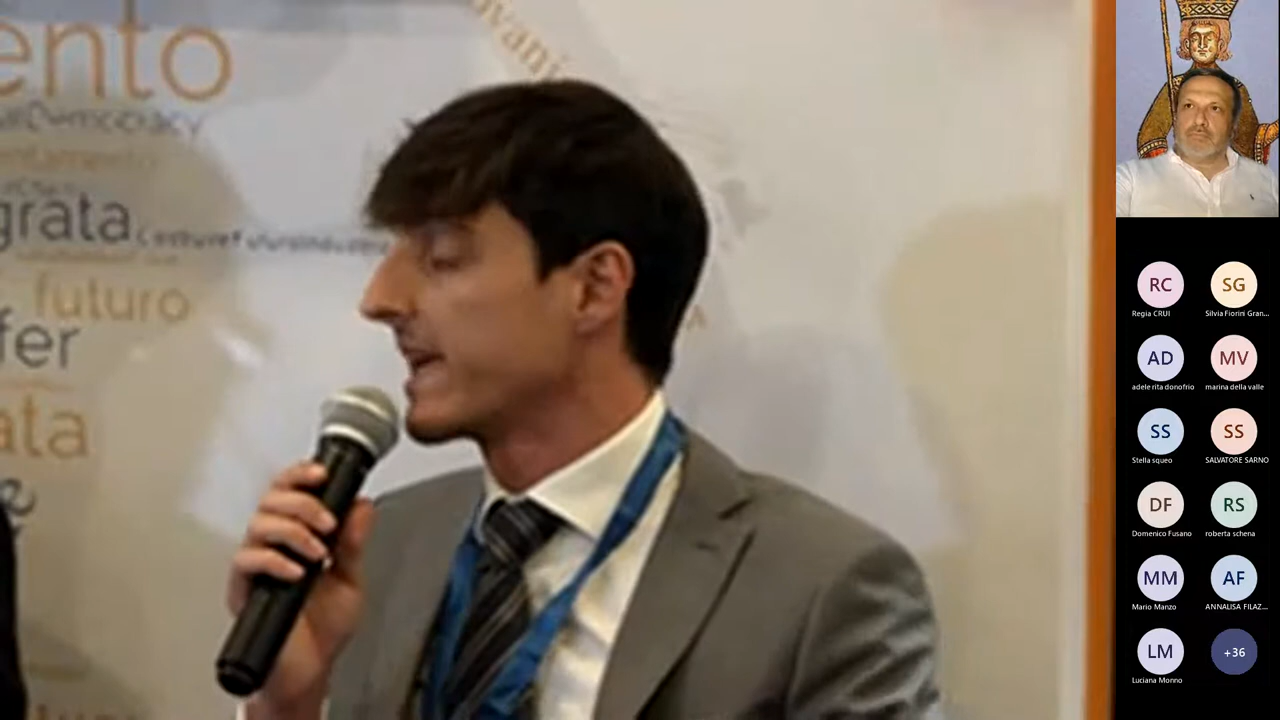 ovani
ento
Democracy
grata
futuro
fer
ata
RC
SG
Regia CRUI
Silvia Fiorini Gran...
AD
MV
adele rita donofrio
marina della valle
SS
SS
Stella squeo
SALVATORE SARNO
DF
RS
Domenico Fusano
roberta schena
MM
AF
Mario Manzo
ANNALISA FILAZ...
LM
+36
Luciana Monno